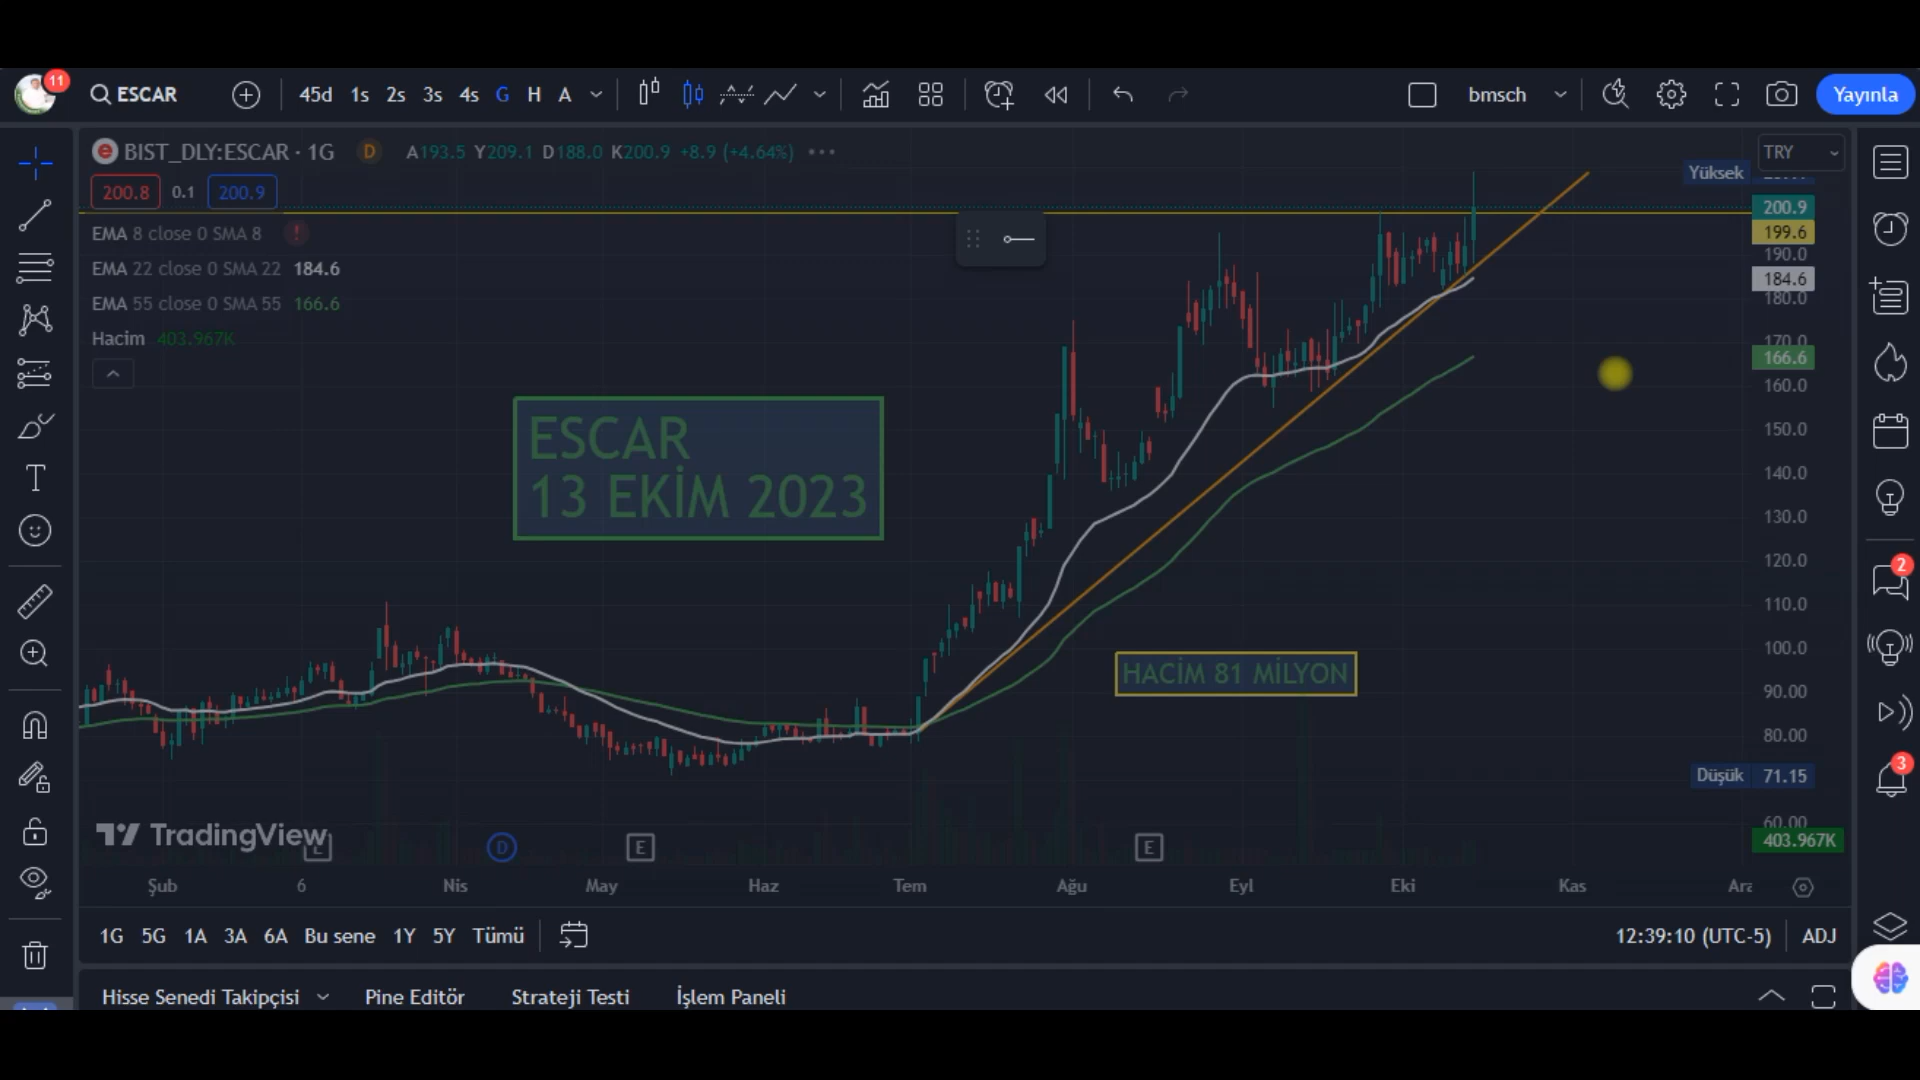 11
ESCAR
45d 1s 2s 3s 4s G H A
bmsch
Yayınla
BIST_DLY:ESCAR · 1G D A193.5 Y209.1 D188.0 K200.9 +8.9 (+4.64%)
TRY
Yüksek
200.8 0.1 200.9
200.9
199.6
EMA 8 close 0 SMA 8
190.0
EMA 22 close 0 SMA 22 184.6
184.6
180.0
EMA 55 close 0 SMA 55 166.6
Hacim 403.967K
170.0
166.6
160.0
ESCAR
13 EKİM 2023
150.0
140.0
130.0
120.0
2
110.0
100.0
HACİM 81 MİLYON
90.00
80.00
3
Düşük 71.15
60.00
TradingView
403.967K
E D E E
Şub 6 Nis May Haz Tem Ağu Eyl Eki Kas Ara
1G 5G 1A 3A 6A Bu sene 1Y 5Y Tümü
12:39:10 (UTC-5) ADJ
Hisse Senedi Takipçisi Pine Editör Strateji Testi İşlem Paneli